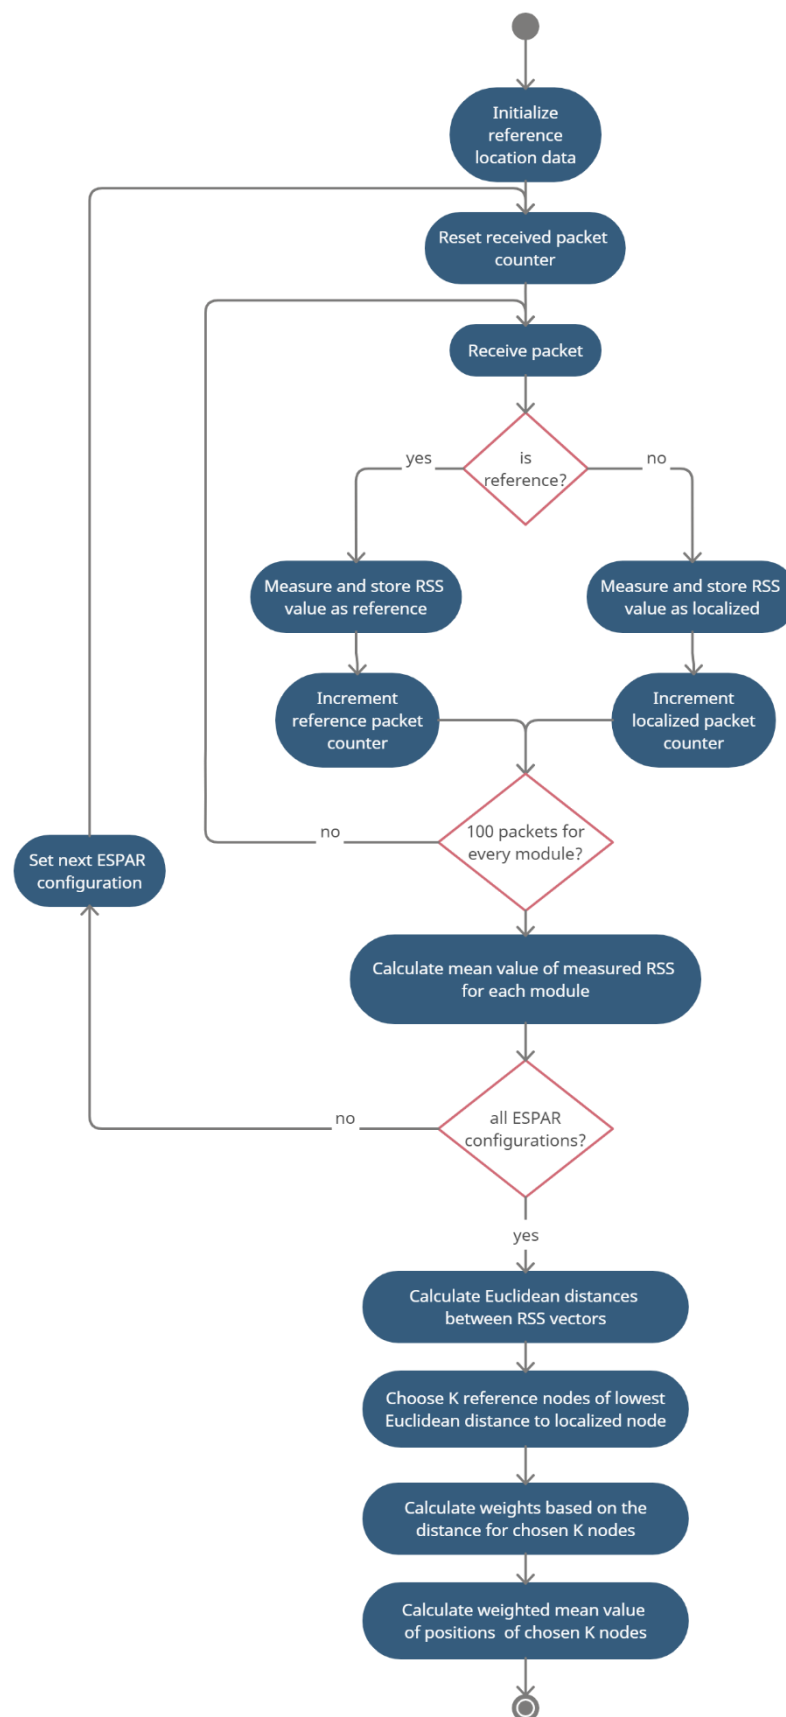 Initialize
reference
location data
Reset received packet
counter
Receive packet
yes
is
reference?
no
Measure and store RSS
value as reference
Measure and store RSS
value as localized
Increment
reference packet
counter
Increment
localized packet
counter
no
100 packets for
every module?
Set next ESPAR
configuration
Calculate mean value of measured RSS
for each module
no
all ESPAR
configurations?
yes
Calculate Euclidean distances
between RSS vectors
Choose K reference nodes of lowest
Euclidean distance to localized node
Calculate weights based on the
distance for chosen K nodes
Calculate weighted mean value
of positions of chosen K nodes